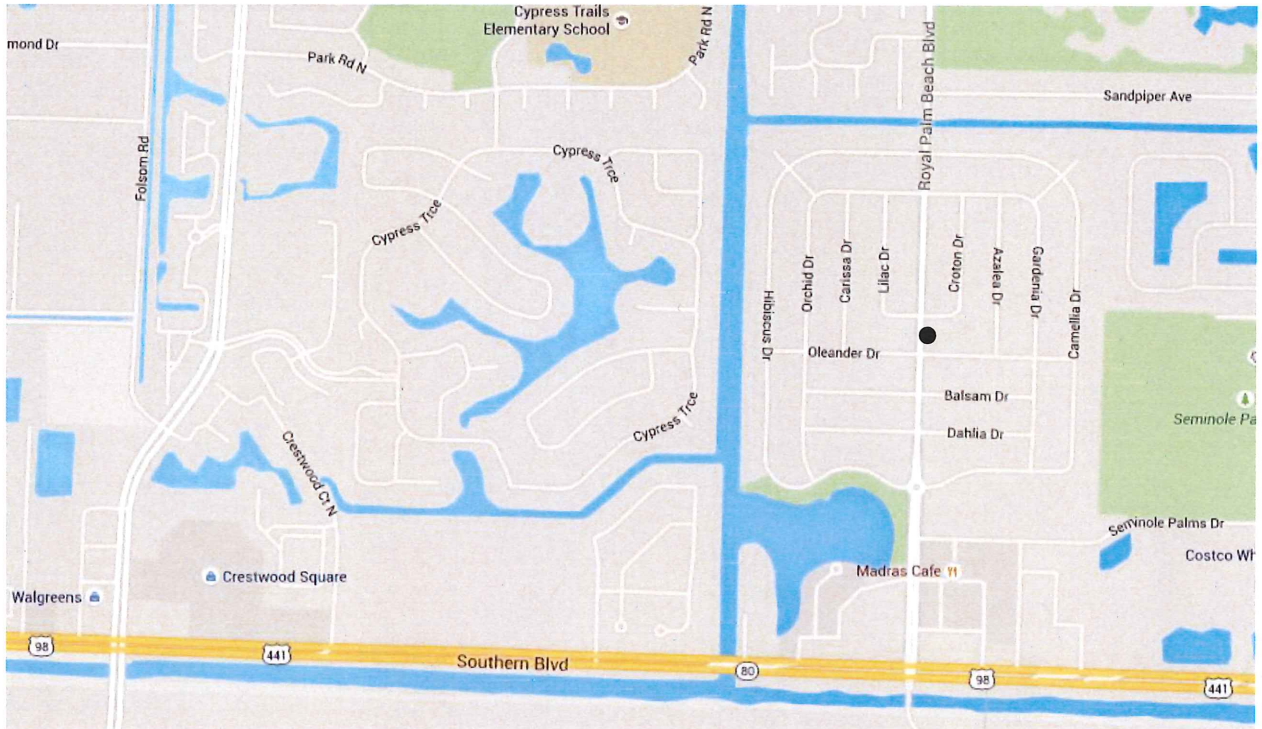 Cypress Trails
Elementary School
mond Dr
Park Rd N
Park Rd N
Royal Palm Beach Blvd
Sandpiper Ave
Folsom Rd
Cypress Trce
Cypress Trce
Hibiscus Dr
Orchid Dr
Carissa Dr
Lilac Dr
Croton Dr
Azalea Dr
Gardenia Dr
Camellia Dr
Oleander Dr
Balsam Dr
Seminole Pa
Cypress Trce
Dahlia Dr
Crestwood Ct N
Seminole Palms Dr
Costco Wh
Crestwood Square
Madras Cafe
Walgreens
98
441
Southern Blvd
80
98
441